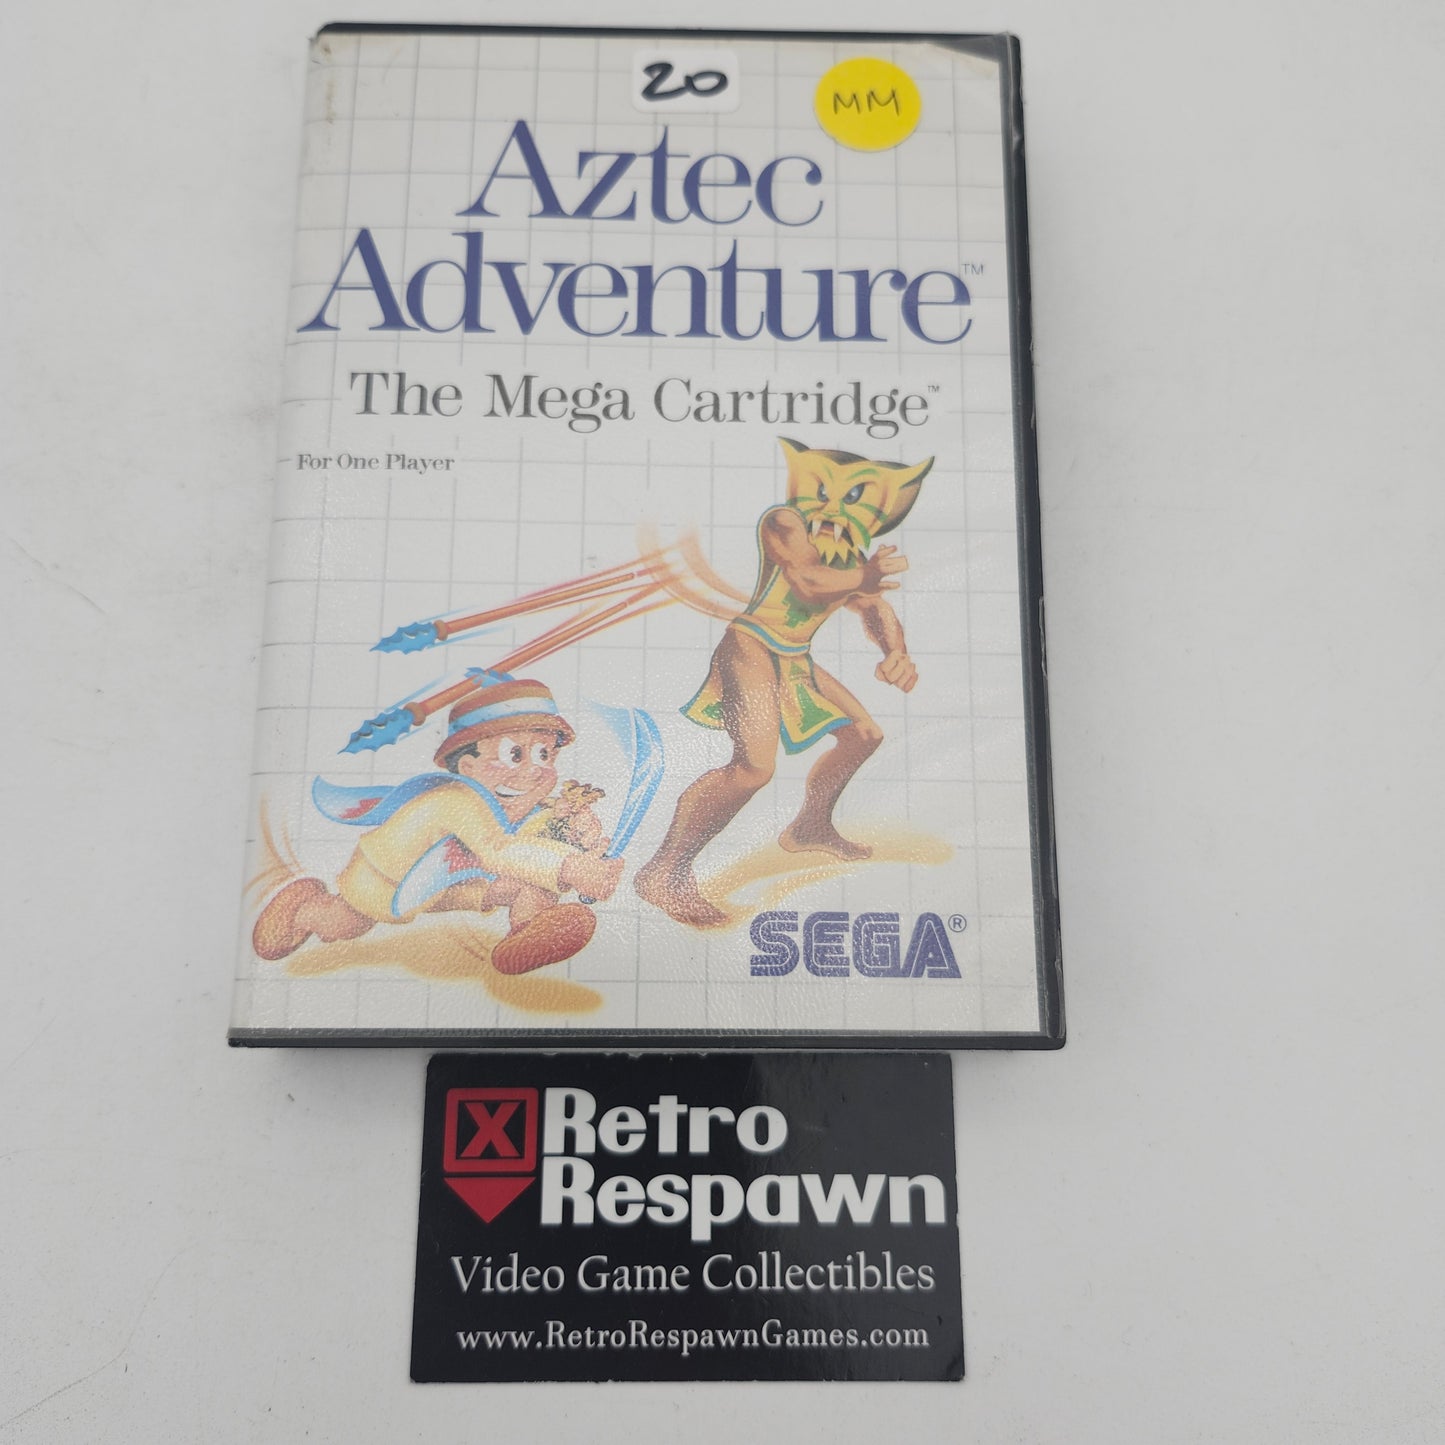 20
MM
Aztec
Adventure™
The Mega Cartridge™
For One Player
SEGA®
X Retro
Respawn
Video Game Collectibles
www.RetroRespawnGames.com